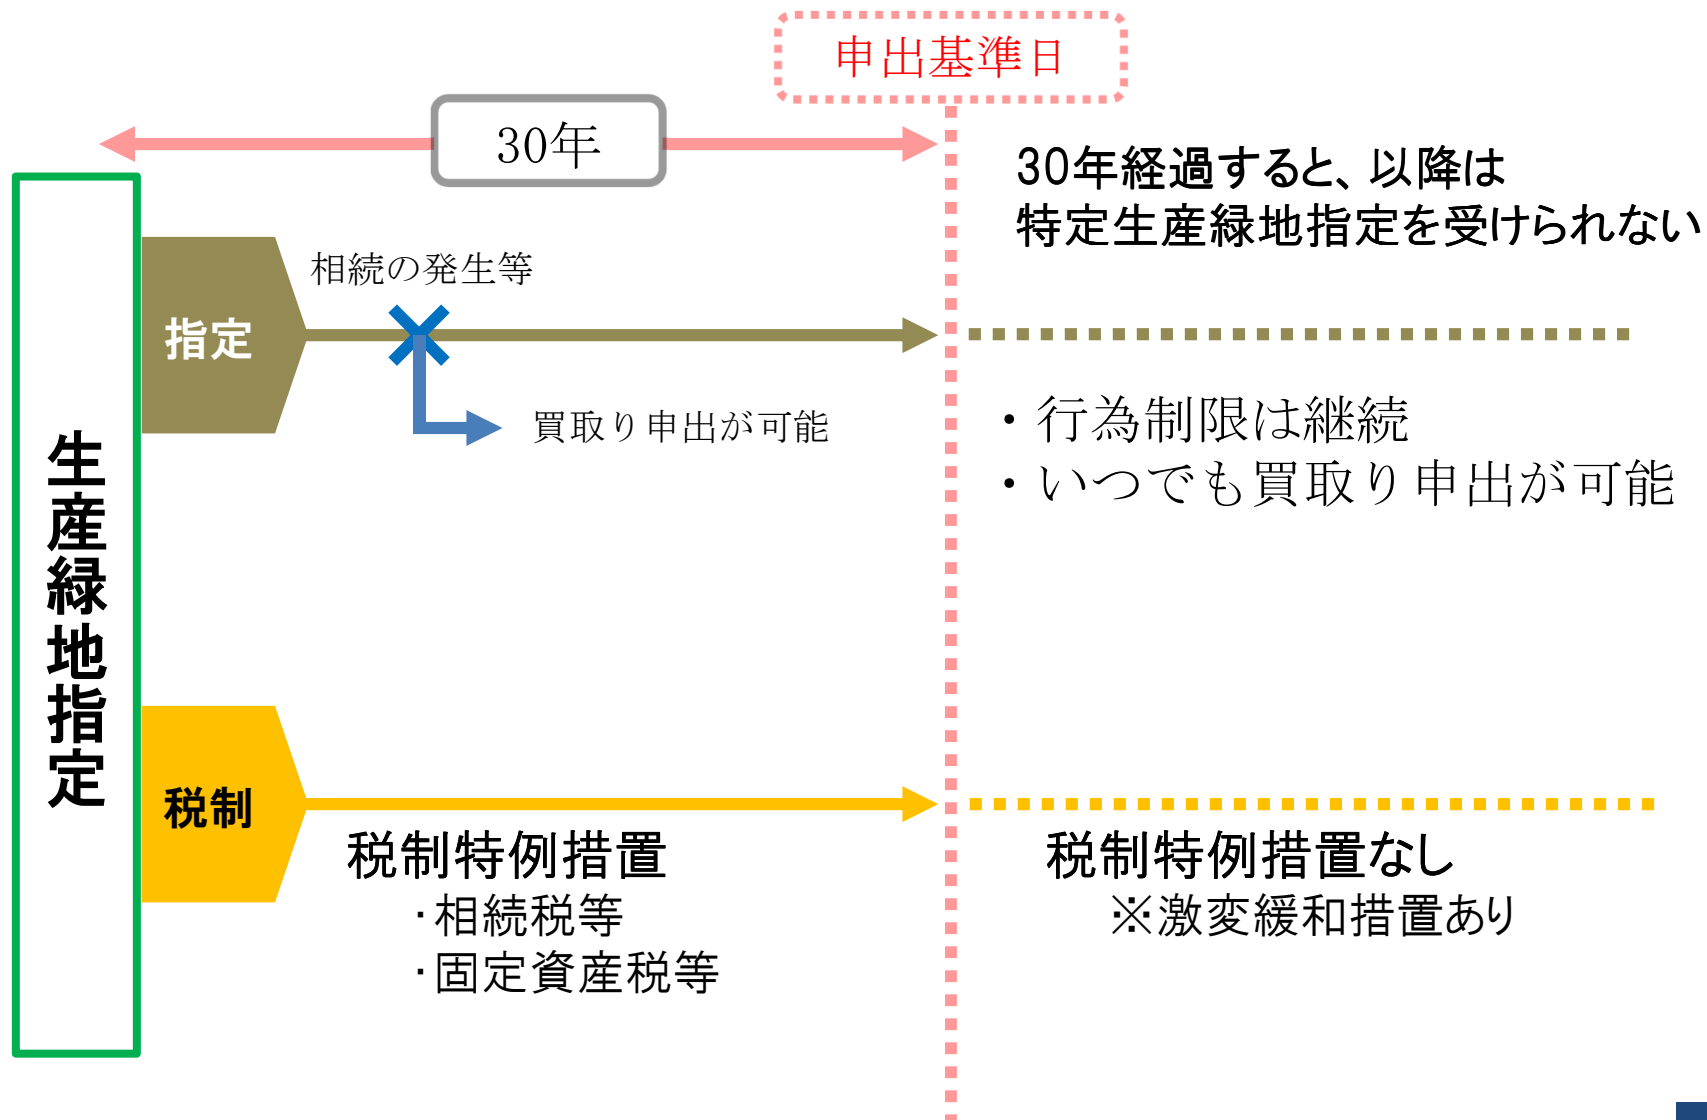 申出基準日
30年
30年経過すると、以降は
特定生産緑地指定を受けられない
生産緑地指定
指定
相続の発生等
買取り申出が可能
・行為制限は継続
・いつでも買取り申出が可能
税制
税制特例措置
・相続税等
・固定資産税等
税制特例措置なし
※激変緩和措置あり